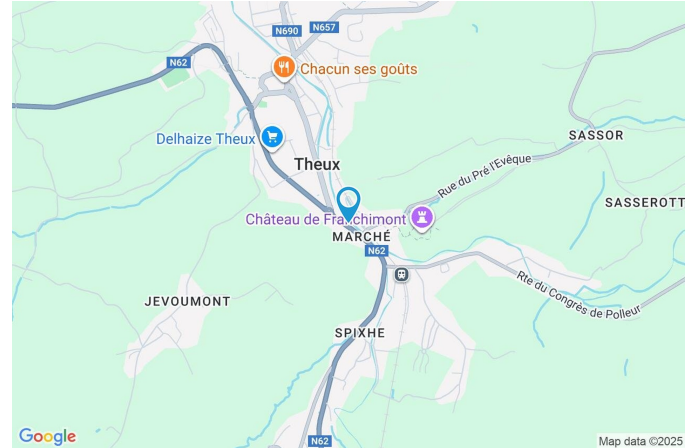 N690
N657
N62
Chacun ses goûts
Delhaize Theux
SASSOR
Theux
Rue du Pré l'Evêque
SASSEROTT
Château de Franchimont
MARCHÉ
N62
Rte du Congrès de Polleur
JEVOUMONT
SPIXHE
Google
N62
Map data ©2025